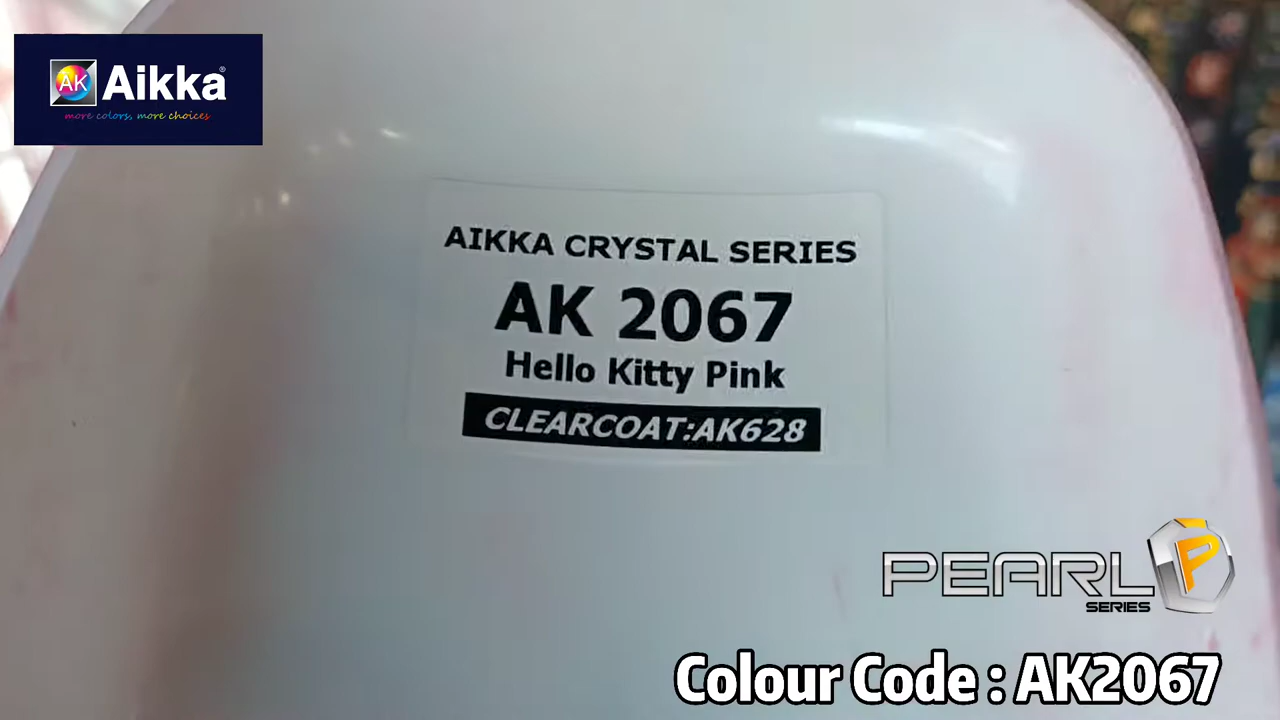 AK Aikka®
more colors, more choices
AIKKA CRYSTAL SERIES
AK 2067
Hello Kitty Pink
CLEARCOAT:AK628
PEARL P
SERIES
Colour Code : AK2067